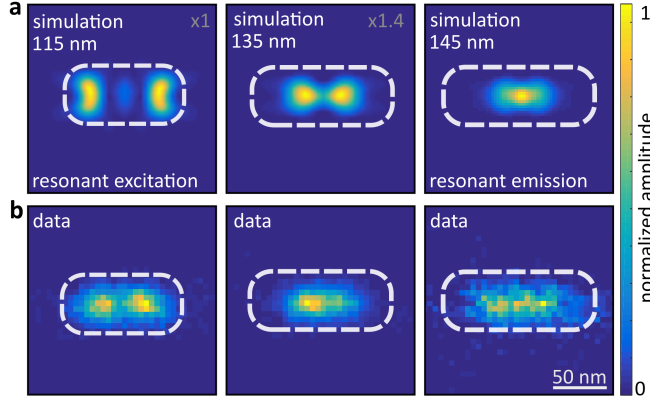 a
simulation
115 nm
x1
resonant excitation
simulation
135 nm
x1.4
simulation
145 nm
resonant emission
1
normalized amplitude
0
b
data
data
data
50 nm